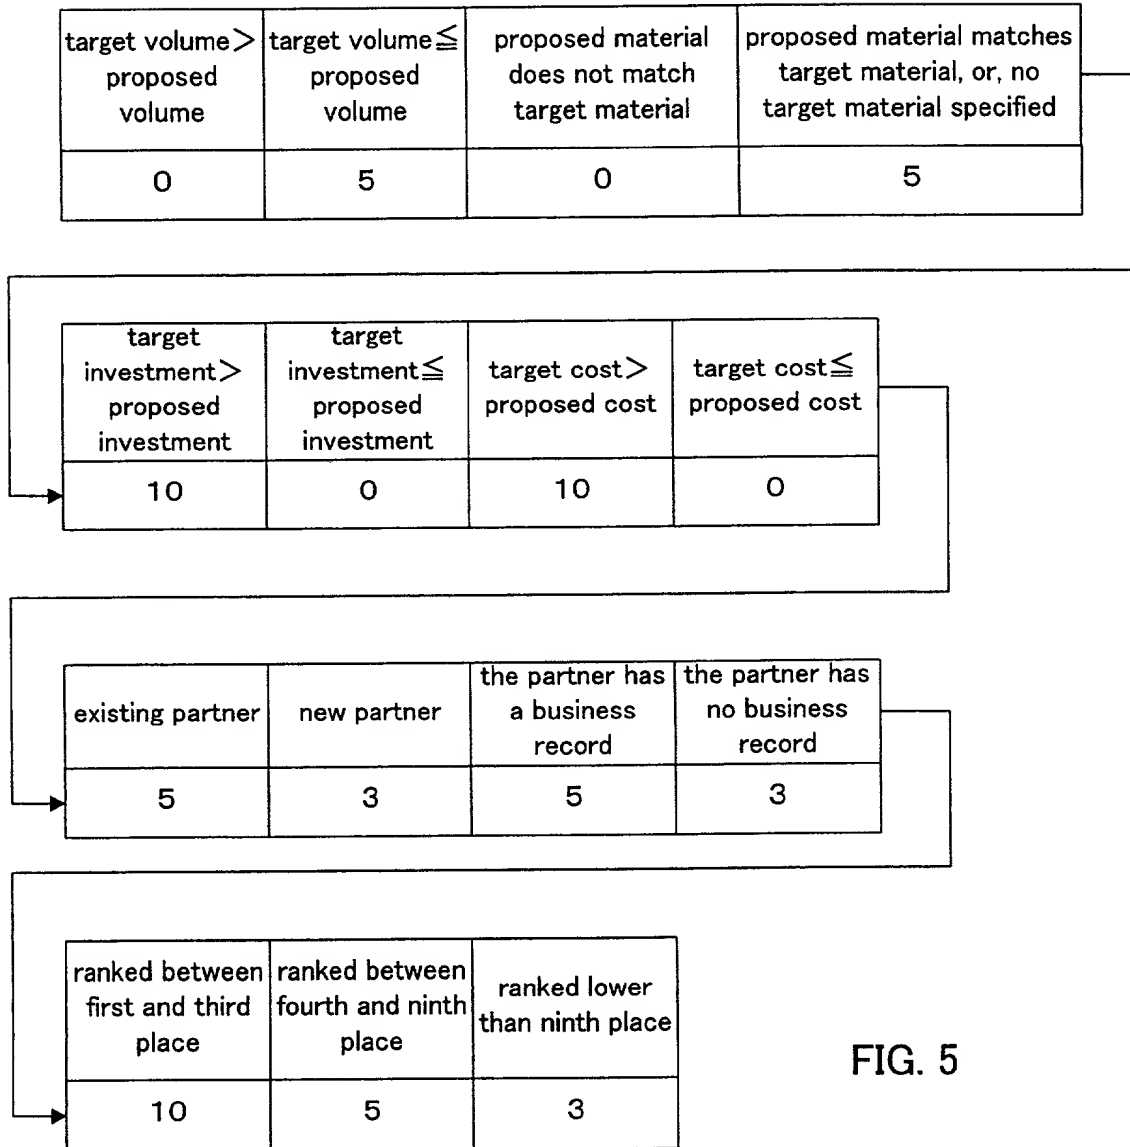 target volume>
proposed
volume
target volume≦
proposed
volume
proposed material
does not match
target material
proposed material matches
target material, or, no
target material specified
0
5
0
5
target
investment>
proposed
investment
target
investment≦
proposed
investment
target cost>
proposed cost
target cost≦
proposed cost
10
0
10
0
existing partner
new partner
the partner has
a business
record
the partner has
no business
record
5
3
5
3
ranked between
first and third
place
ranked between
fourth and ninth
place
ranked lower
than ninth place
10
5
3
FIG. 5